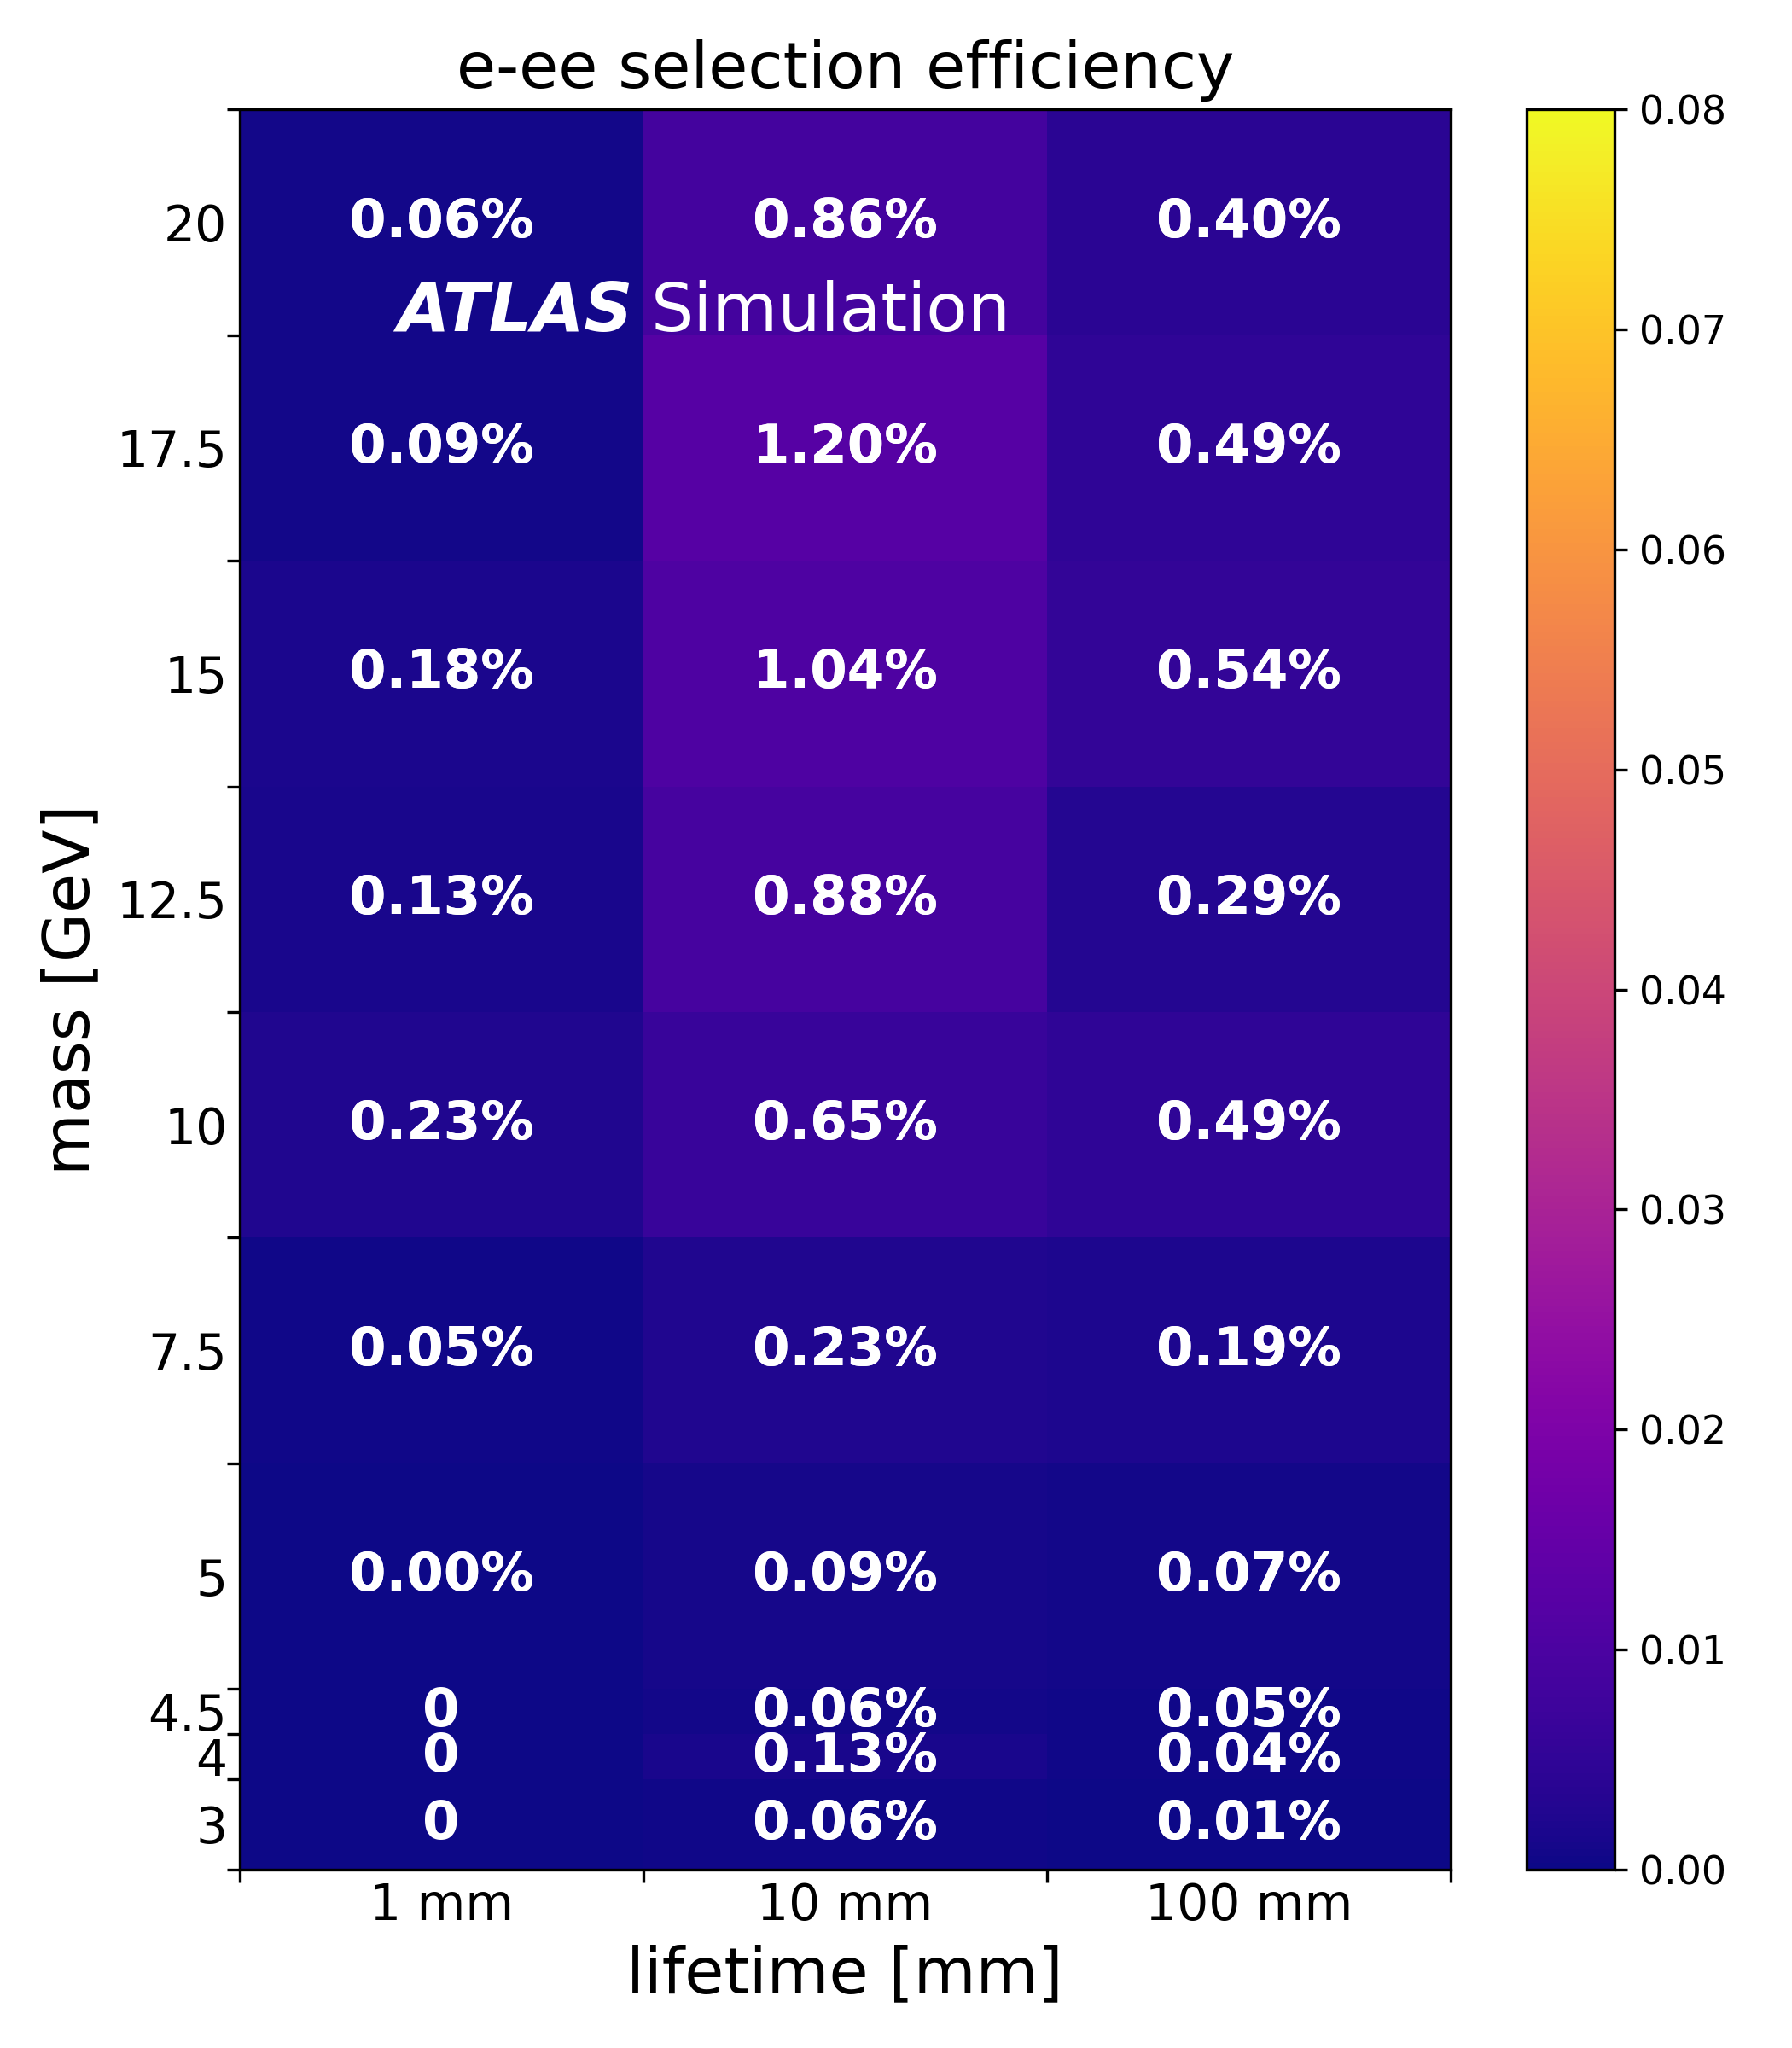 e-ee selection efficiency
0.08
20 0.06% 0.86% 0.40%
ATLAS Simulation
0.07
17.5 0.09% 1.20% 0.49%
0.06
15 0.18% 1.04% 0.54%
0.05
12.5 0.13% 0.88% 0.29%
mass [GeV]
0.04
10 0.23% 0.65% 0.49%
0.03
7.5 0.05% 0.23% 0.19%
0.02
5 0.00% 0.09% 0.07%
0.01
4.5 0 0.06% 0.05%
4 0 0.13% 0.04%
3 0 0.06% 0.01%
0.00
1 mm 10 mm 100 mm
lifetime [mm]